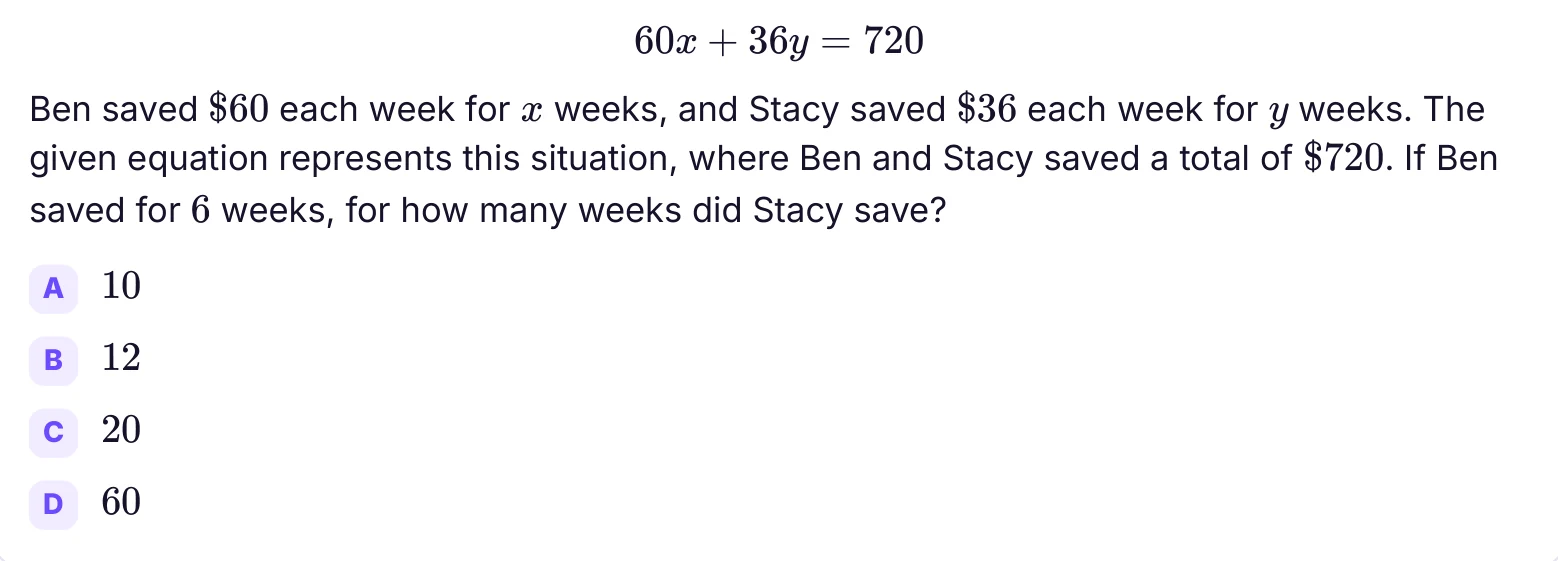 60x + 36y = 720
Ben saved $60 each week for x weeks, and Stacy saved $36 each week for y weeks. The
given equation represents this situation, where Ben and Stacy saved a total of $720. If Ben
saved for 6 weeks, for how many weeks did Stacy save?
A 10
B 12
C 20
D 60